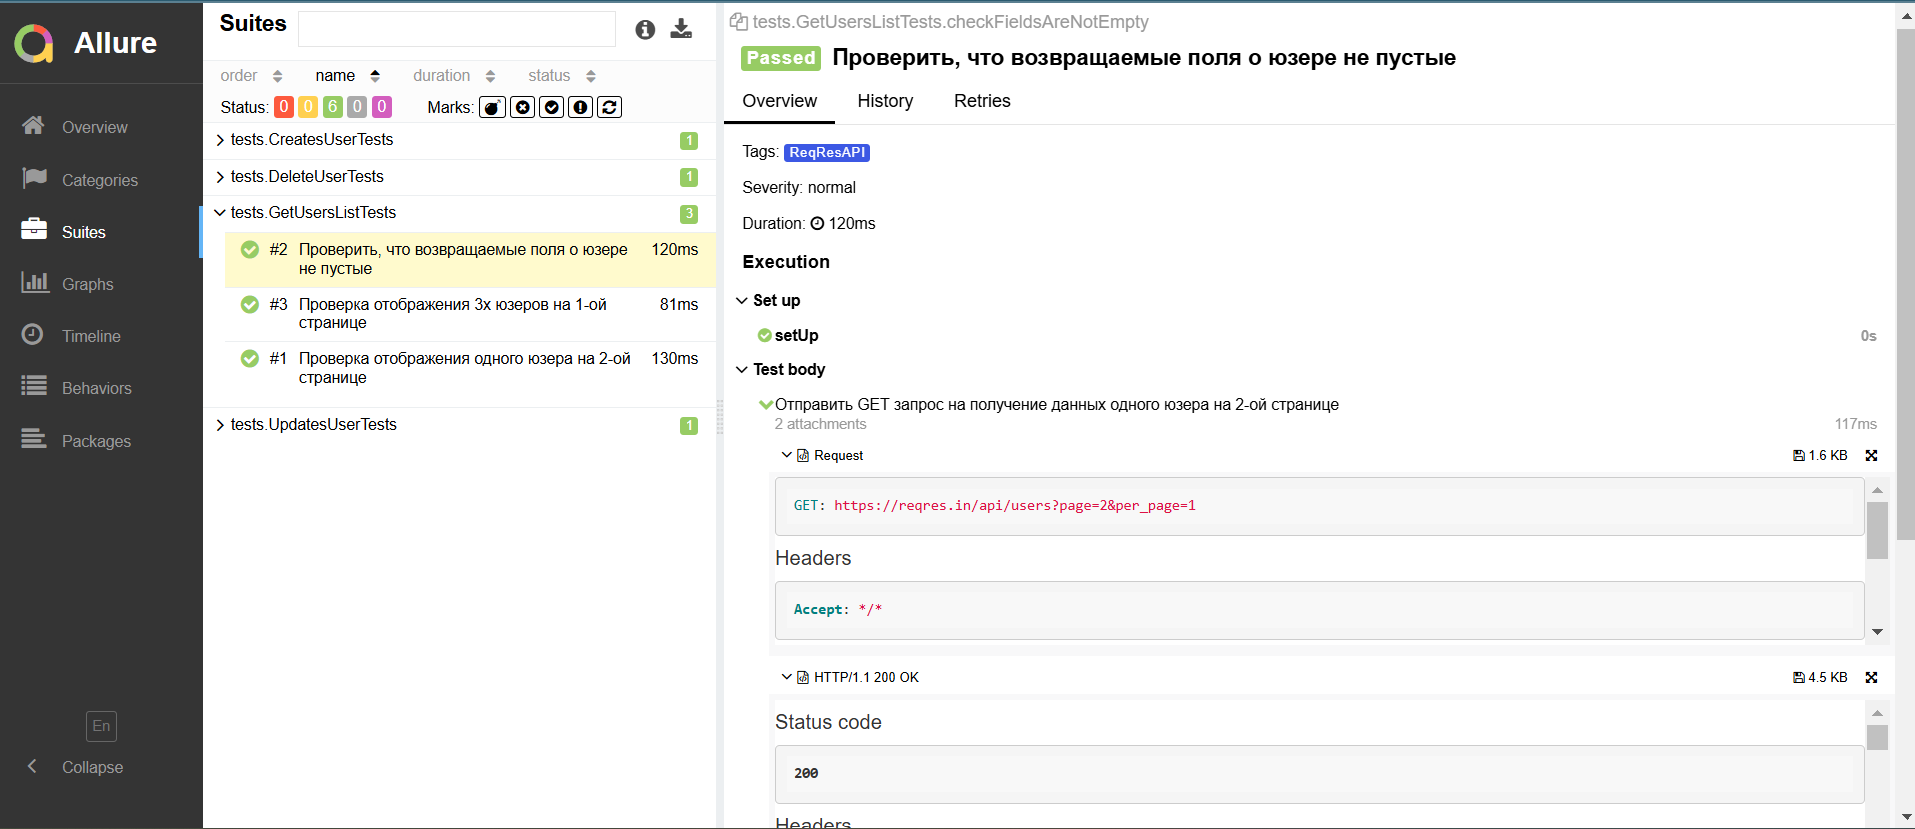 Allure
Overview
Categories
Suites
Graphs
Timeline
Behaviors
Packages
En
Collapse
Suites
order name duration status
Status: 0 0 6 0 0 Marks:
tests.CreatesUserTests 1
tests.DeleteUserTests 1
tests.GetUsersListTests 3
#2 Проверить, что возвращаемые поля о юзере 120ms
не пустые
#3 Проверка отображения 3х юзеров на 1-ой 81ms
странице
#1 Проверка отображения одного юзера на 2-ой 130ms
странице
tests.UpdatesUserTests 1
tests.GetUsersListTests.checkFieldsAreNotEmpty
Passed Проверить, что возвращаемые поля о юзере не пустые
Overview History Retries
Tags: ReqResAPI
Severity: normal
Duration: 120ms
Execution
Set up
setUp 0s
Test body
Отправить GET запрос на получение данных одного юзера на 2-ой странице
2 attachments 117ms
Request 1.6 KB
GET: https://reqres.in/api/users?page=2&per_page=1
Headers
Accept: */*
HTTP/1.1 200 OK 4.5 KB
Status code
200
Headers